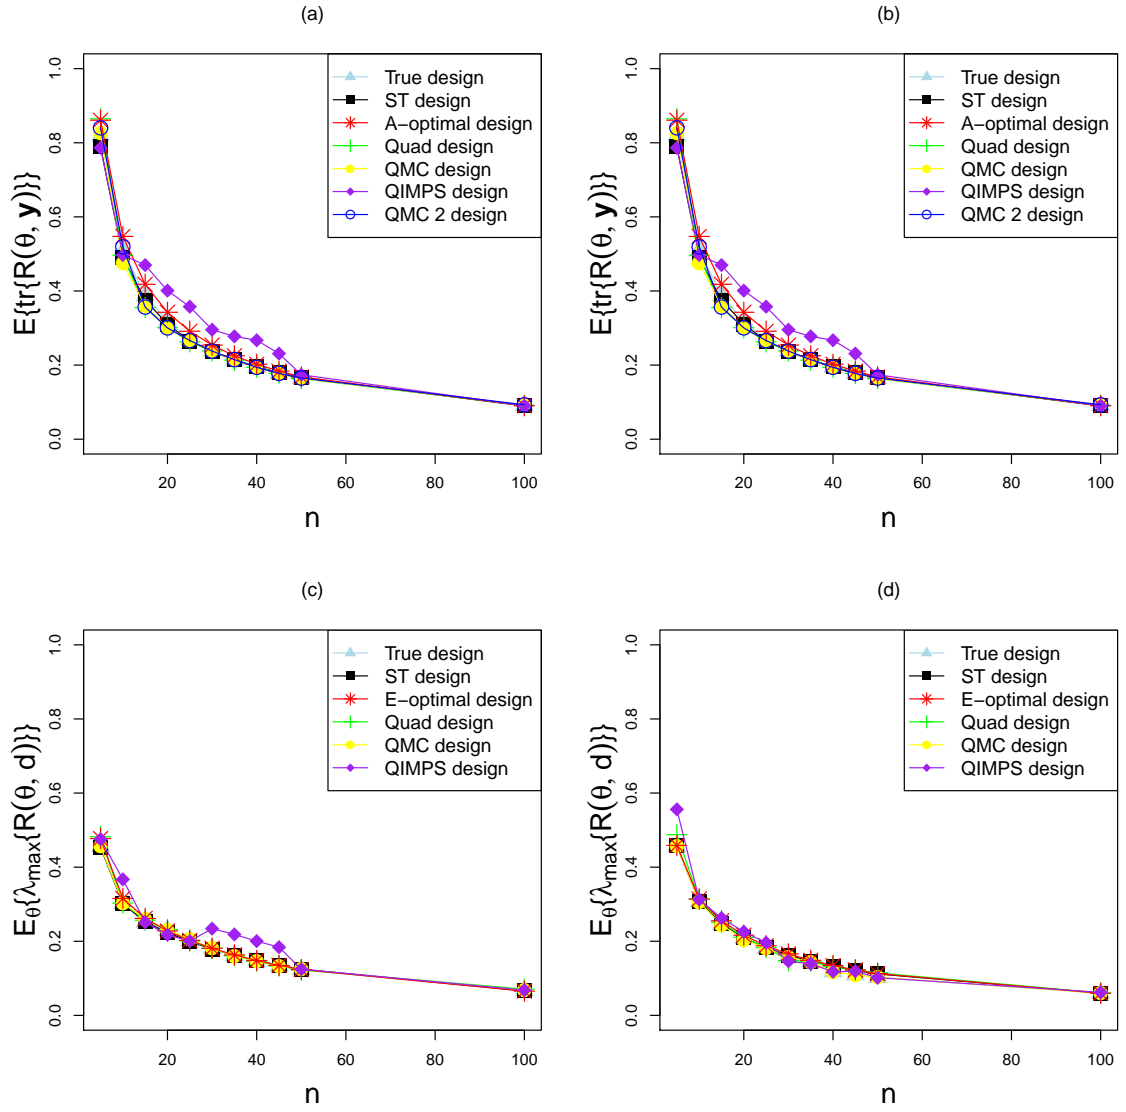 (a)
E{tr{R(θ, y)}}
0.0
0.2
0.4
0.6
0.8
1.0
True design
ST design
A−optimal design
Quad design
QMC design
QIMPS design
QMC 2 design
20
40
60
80
100
n
(b)
E{tr{R(θ, y)}}
0.0
0.2
0.4
0.6
0.8
1.0
True design
ST design
A−optimal design
Quad design
QMC design
QIMPS design
QMC 2 design
20
40
60
80
100
n
(c)
E_θ{λ_max{R(θ, d)}}
0.0
0.2
0.4
0.6
0.8
1.0
True design
ST design
E−optimal design
Quad design
QMC design
QIMPS design
20
40
60
80
100
n
(d)
E_θ{λ_max{R(θ, d)}}
0.0
0.2
0.4
0.6
0.8
1.0
True design
ST design
E−optimal design
Quad design
QMC design
QIMPS design
20
40
60
80
100
n